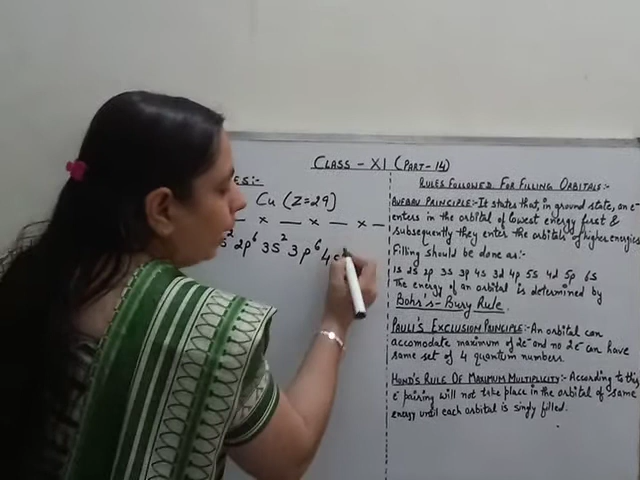 CLASS - XI (PART-14)
ES:-
Cu (Z=29)
— × — × — × —
s² 2p⁶ 3s² 3p⁶ 4s
RULES FOLLOWED FOR FILLING ORBITALS:-
AUFBAU PRINCIPLE:- It states that, in ground state, an e⁻
enters in the orbital of lowest energy first &
subsequently they enter the orbitals of higher energies
Filling should be done as:-
1s 2s 2p 3s 3p 4s 3d 4p 5s 4d 5p 6s
The energy of an orbital is determined by
Bohr's-Bury Rule.
PAULI'S EXCLUSION PRINCIPLE:- An orbital can
accomodate maximum of 2e⁻ and no 2e⁻ can have
same set of 4 quantum numbers.
HUND'S RULE OF MAXIMUM MULTIPLICITY:- According to this
e⁻ pairing will not take place in the orbital of same
energy until each orbital is singly filled.